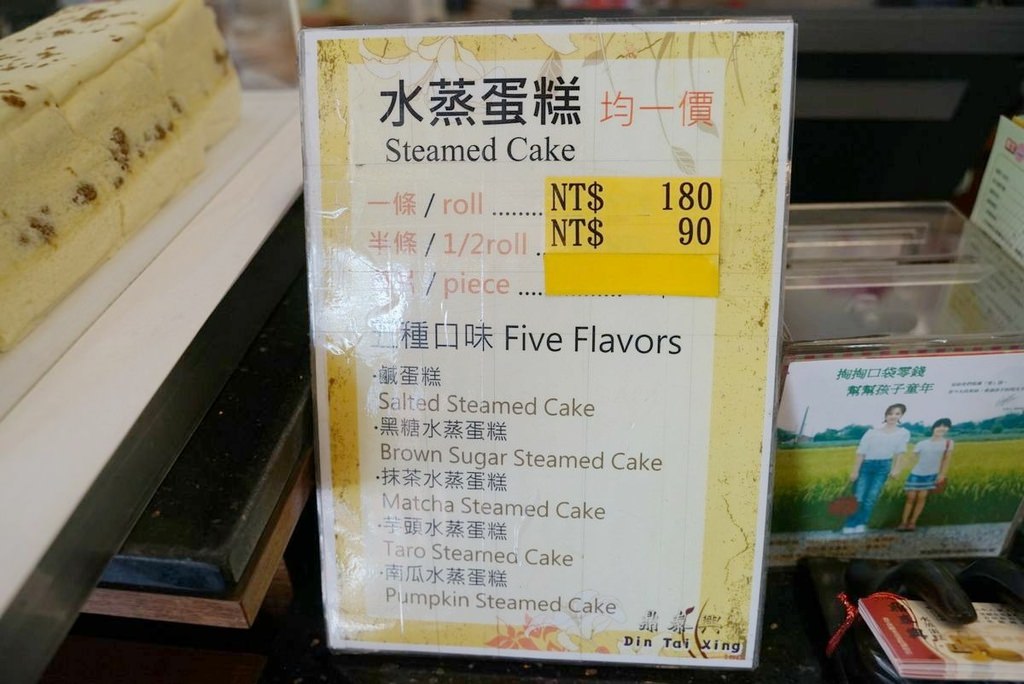 水蒸蛋糕 均一價
Steamed Cake
一條 / roll ........ NT$ 180
半條 / 1/2roll . NT$ 90
/ piece ....
五種口味 Five Flavors
·鹹蛋糕
Salted Steamed Cake
·黑糖水蒸蛋糕
Brown Sugar Steamed Cake
·抹茶水蒸蛋糕
Matcha Steamed Cake
·芋頭水蒸蛋糕
Taro Steamed Cake
·南瓜水蒸蛋糕
Pumpkin Steamed Cake
鼎泰興
Din Tai Xing
掏掏口袋零錢
幫幫孩子童年